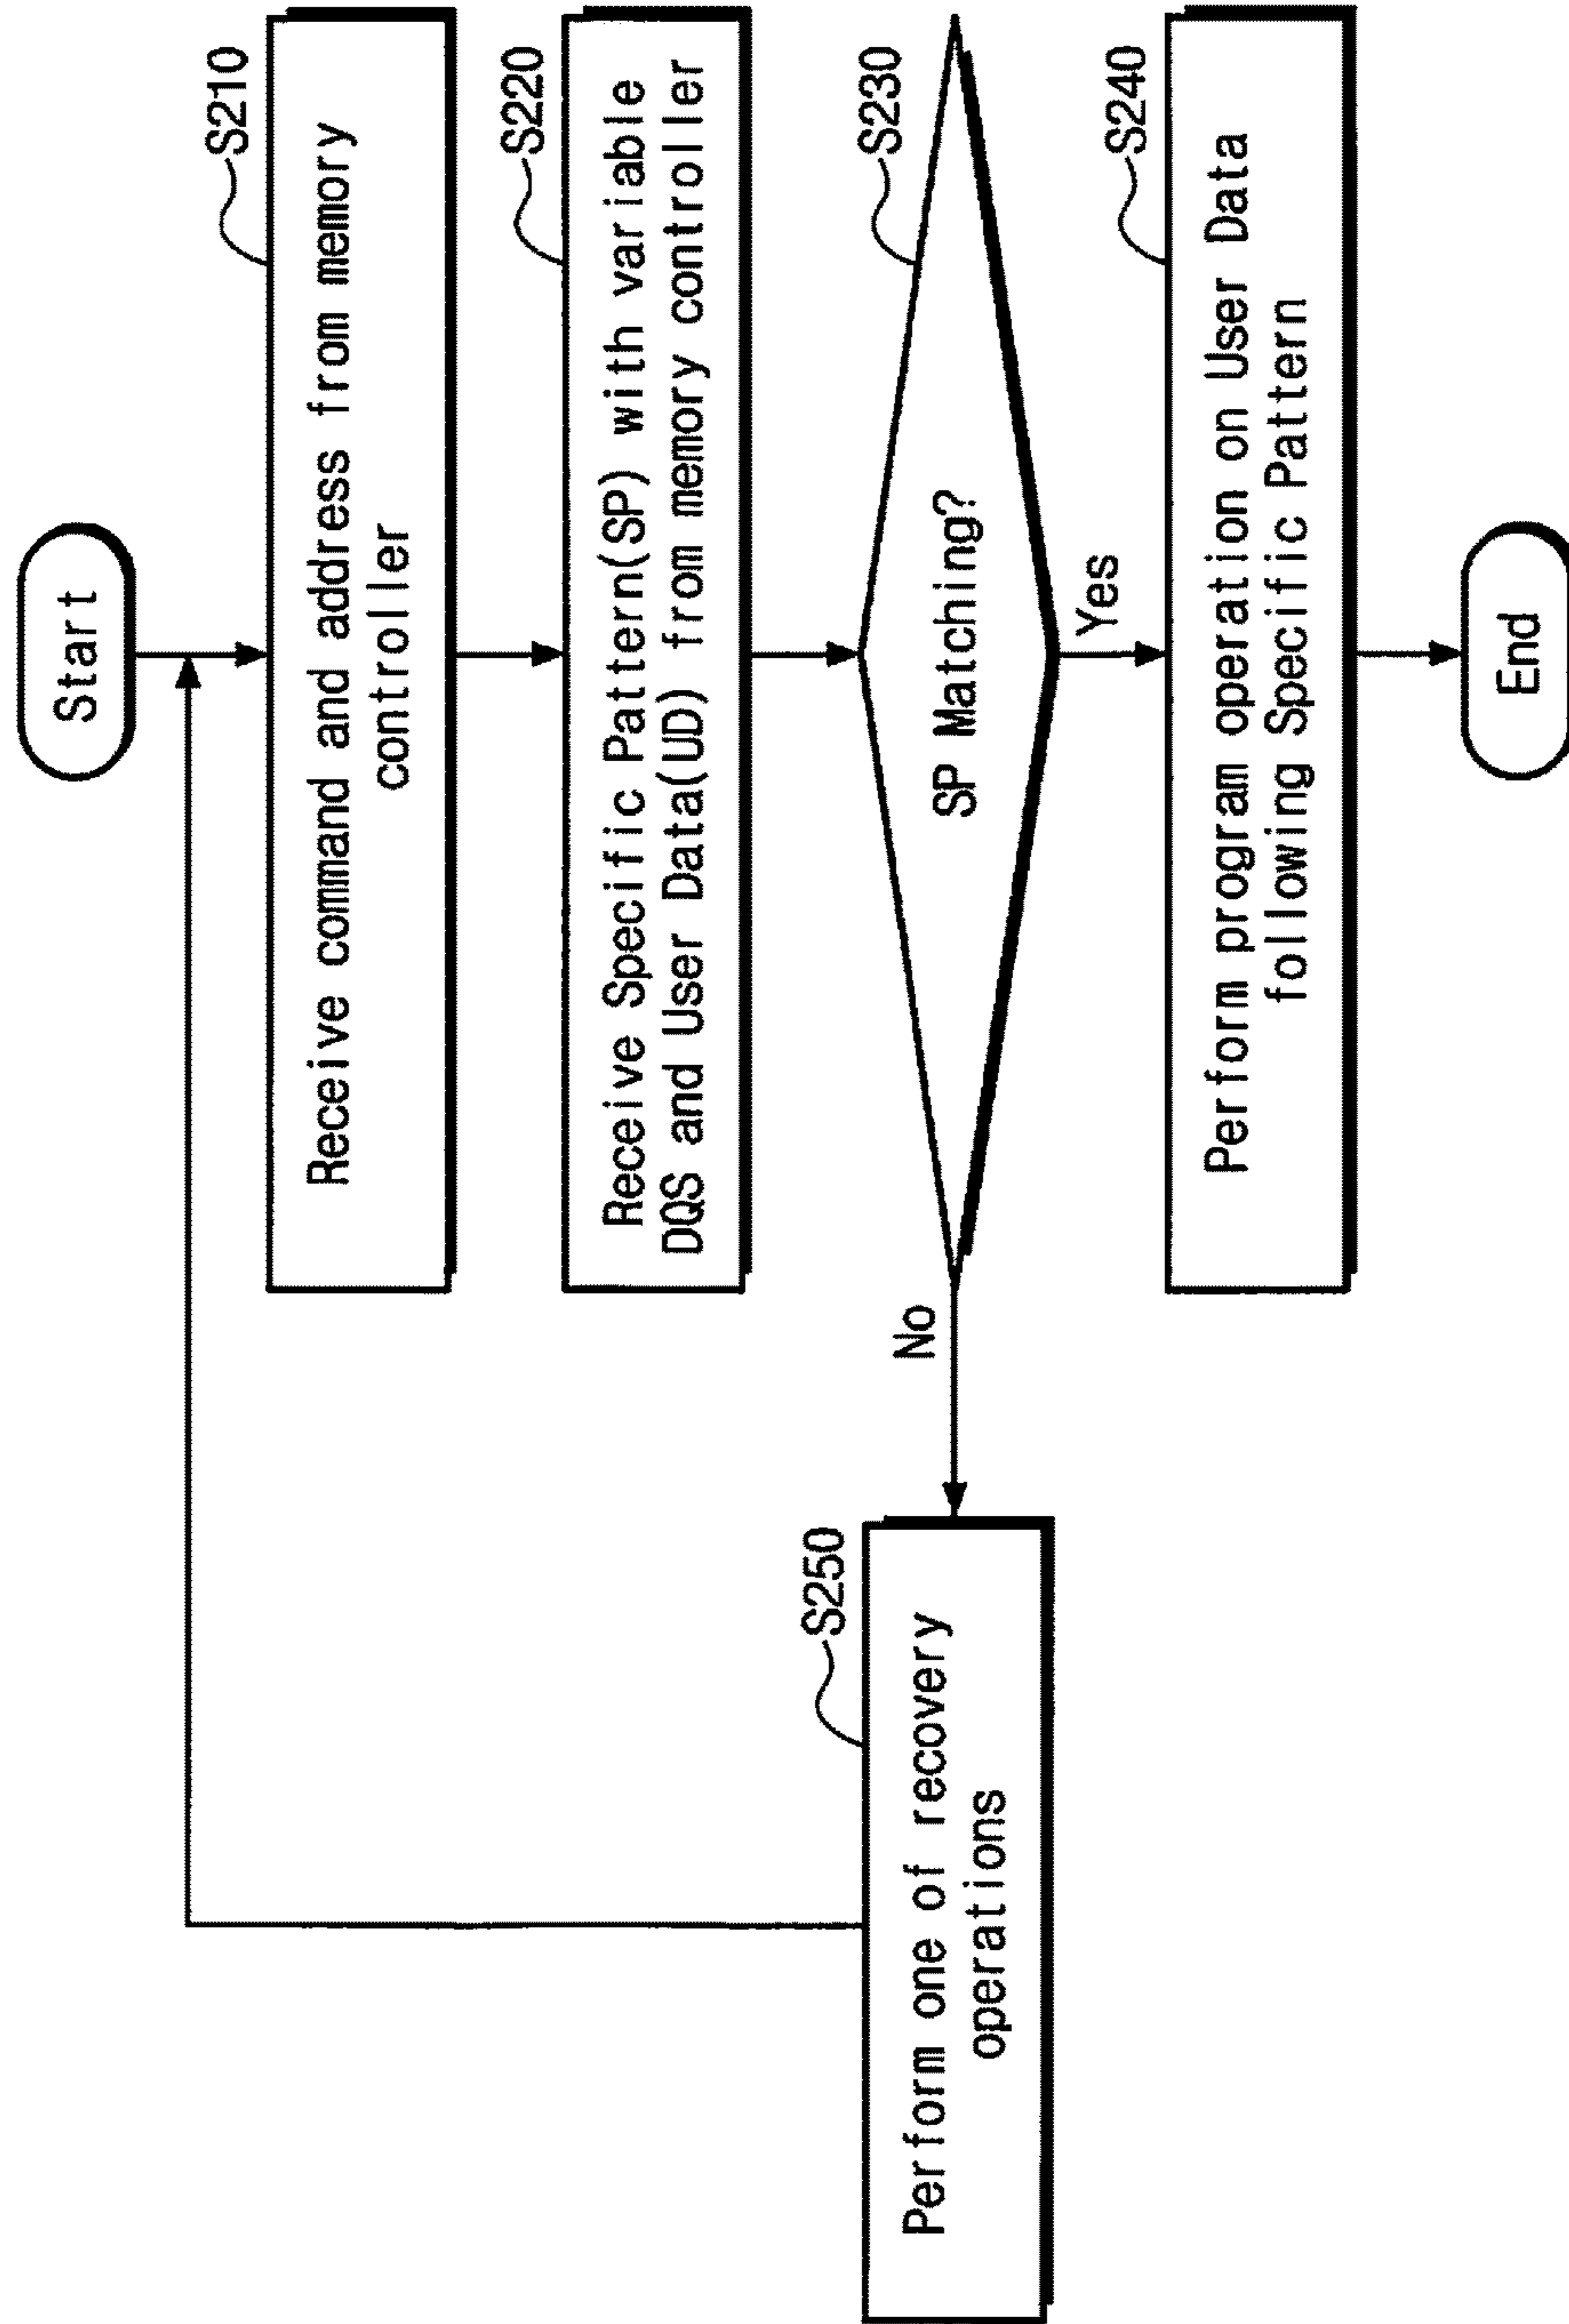 Start
S210
Receive command and address from memory
controller
S220
Receive Specific Pattern(SP) with variable
DQS and User Data(UD) from memory controller
S230
SP Matching?
No
Yes
S250
Perform one of recovery
operations
S240
Perform program operation on User Data
following Specific Pattern
End